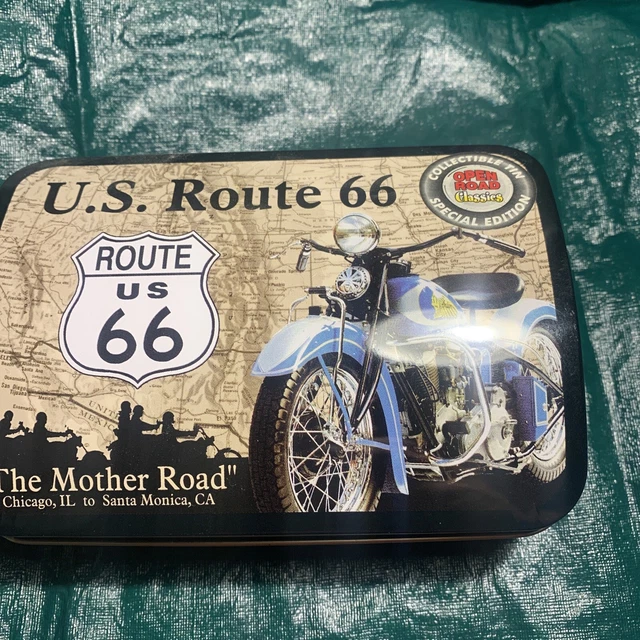 U.S. Route 66
COLLECTIBLE TIN
OPEN
ROAD
Classics
SPECIAL EDITION
ROUTE
US
66
The Mother Road"
Chicago, IL to Santa Monica, CA